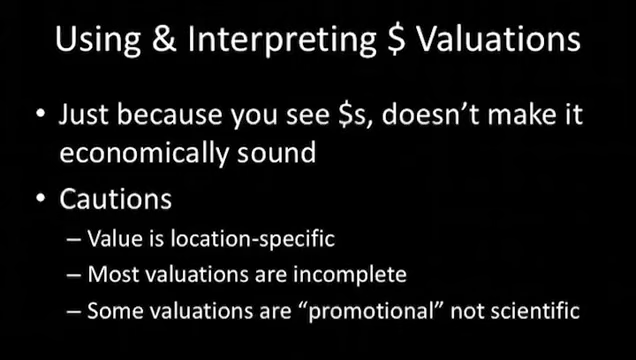 Using & Interpreting $ Valuations
• Just because you see $s, doesn't make it
economically sound
• Cautions
– Value is location-specific
– Most valuations are incomplete
– Some valuations are "promotional" not scientific